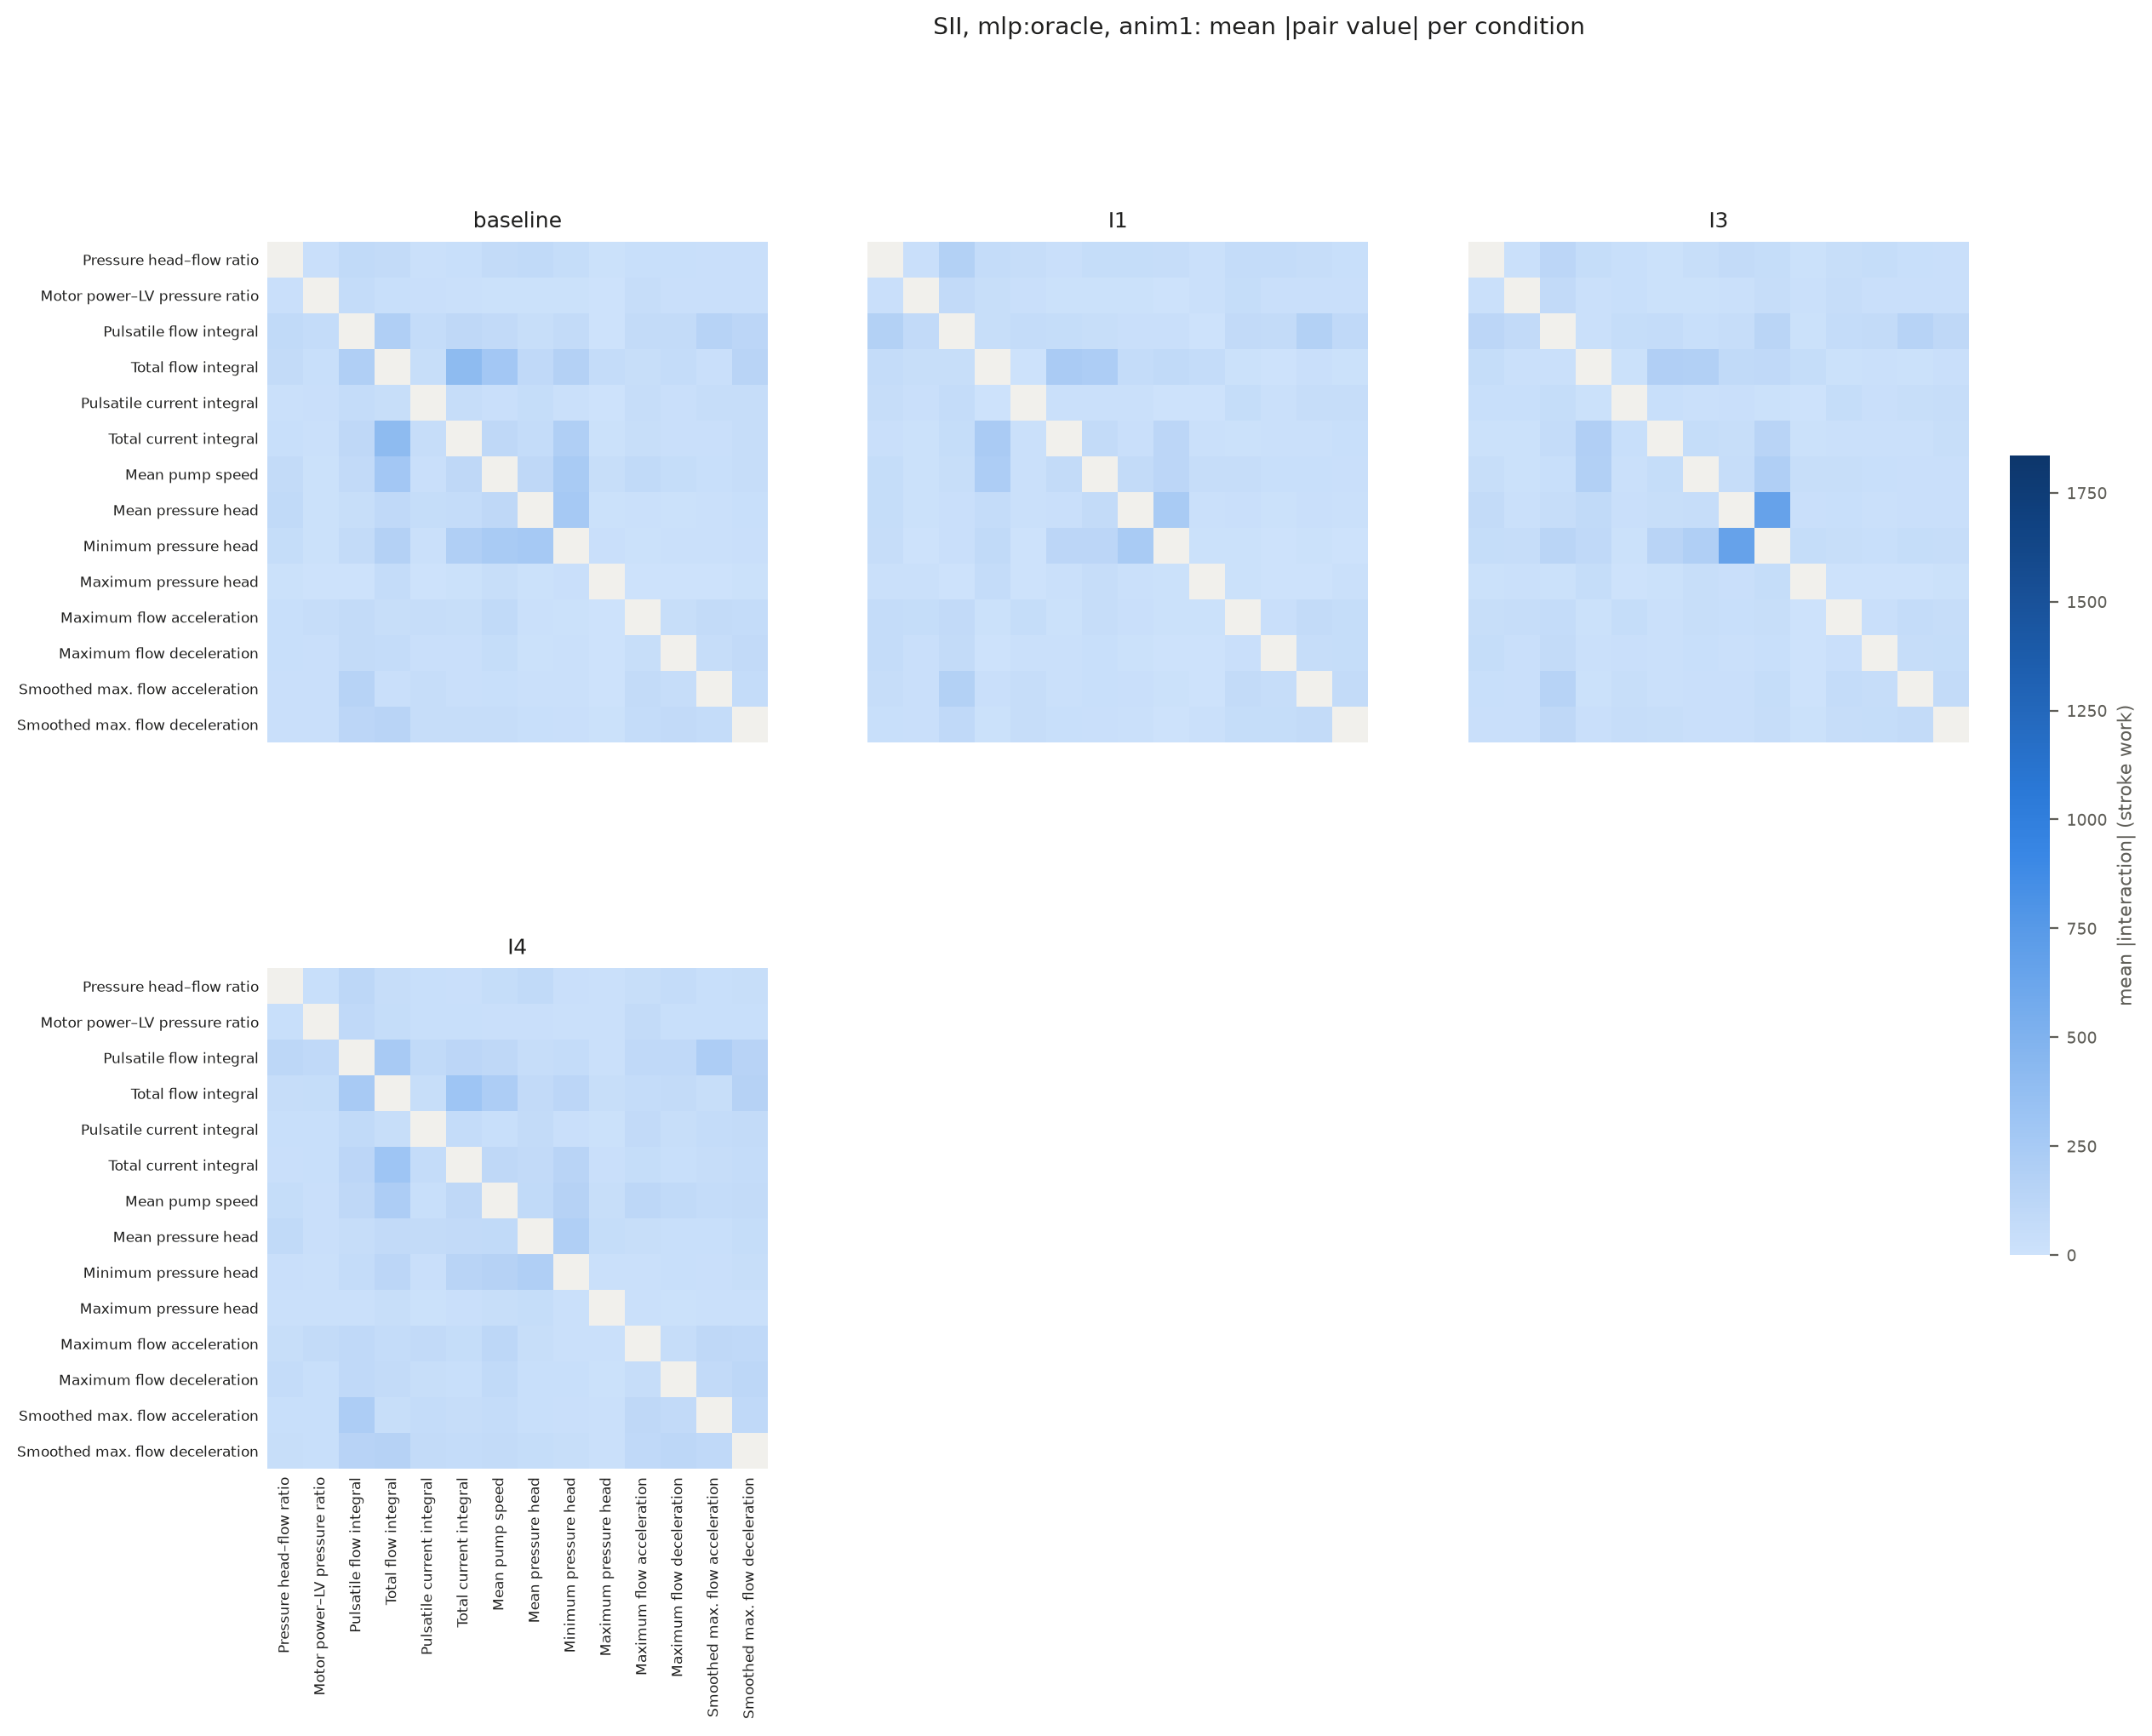 SII, mlp:oracle, anim1: mean |pair value| per condition
baseline
I1
I3
Pressure head–flow ratio
Motor power–LV pressure ratio
Pulsatile flow integral
Total flow integral
Pulsatile current integral
Total current integral
Mean pump speed
Mean pressure head
Minimum pressure head
Maximum pressure head
Maximum flow acceleration
Maximum flow deceleration
Smoothed max. flow acceleration
Smoothed max. flow deceleration
1750
1500
1250
1000
750
500
250
0
mean |interaction| (stroke work)
I4
Pressure head–flow ratio
Motor power–LV pressure ratio
Pulsatile flow integral
Total flow integral
Pulsatile current integral
Total current integral
Mean pump speed
Mean pressure head
Minimum pressure head
Maximum pressure head
Maximum flow acceleration
Maximum flow deceleration
Smoothed max. flow acceleration
Smoothed max. flow deceleration
Pressure head–flow ratio
Motor power–LV pressure ratio
Pulsatile flow integral
Total flow integral
Pulsatile current integral
Total current integral
Mean pump speed
Mean pressure head
Minimum pressure head
Maximum pressure head
Maximum flow acceleration
Maximum flow deceleration
Smoothed max. flow acceleration
Smoothed max. flow deceleration